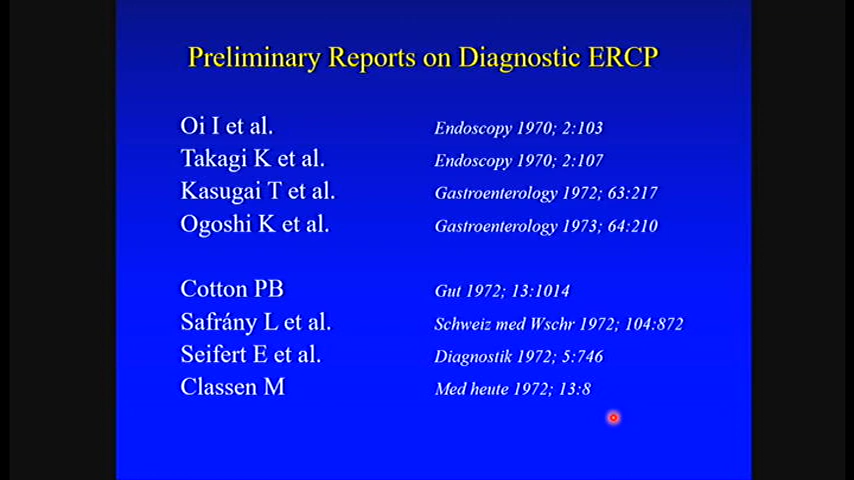 Preliminary Reports on Diagnostic ERCP
Oi I et al. Endoscopy 1970; 2:103
Takagi K et al. Endoscopy 1970; 2:107
Kasugai T et al. Gastroenterology 1972; 63:217
Ogoshi K et al. Gastroenterology 1973; 64:210
Cotton PB Gut 1972; 13:1014
Safrány L et al. Schweiz med Wschr 1972; 104:872
Seifert E et al. Diagnostik 1972; 5:746
Classen M Med heute 1972; 13:8